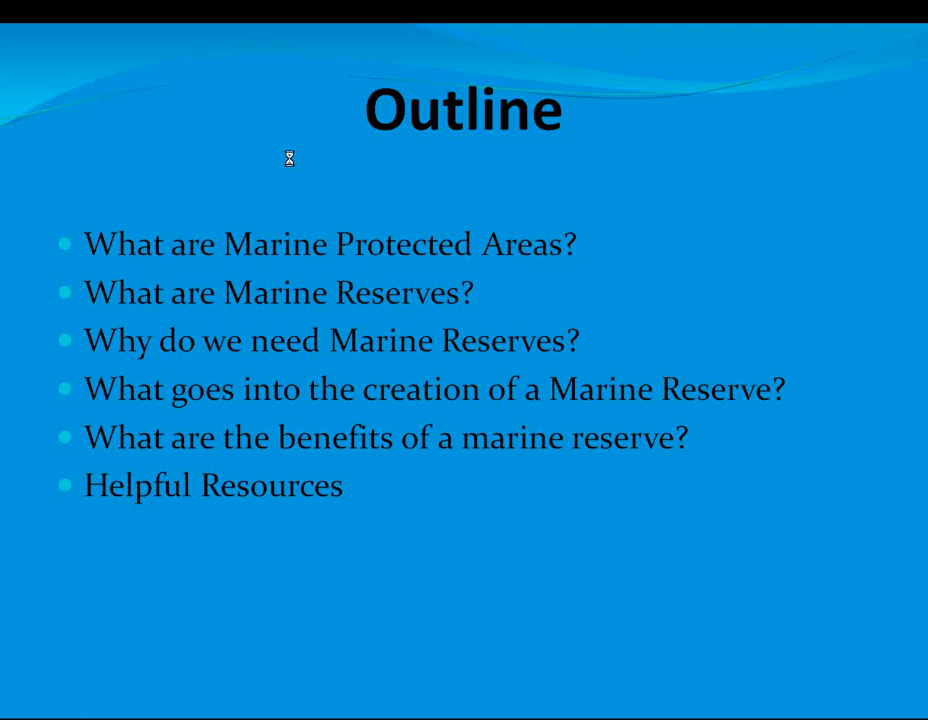 Outline
What are Marine Protected Areas?
What are Marine Reserves?
Why do we need Marine Reserves?
What goes into the creation of a Marine Reserve?
What are the benefits of a marine reserve?
Helpful Resources